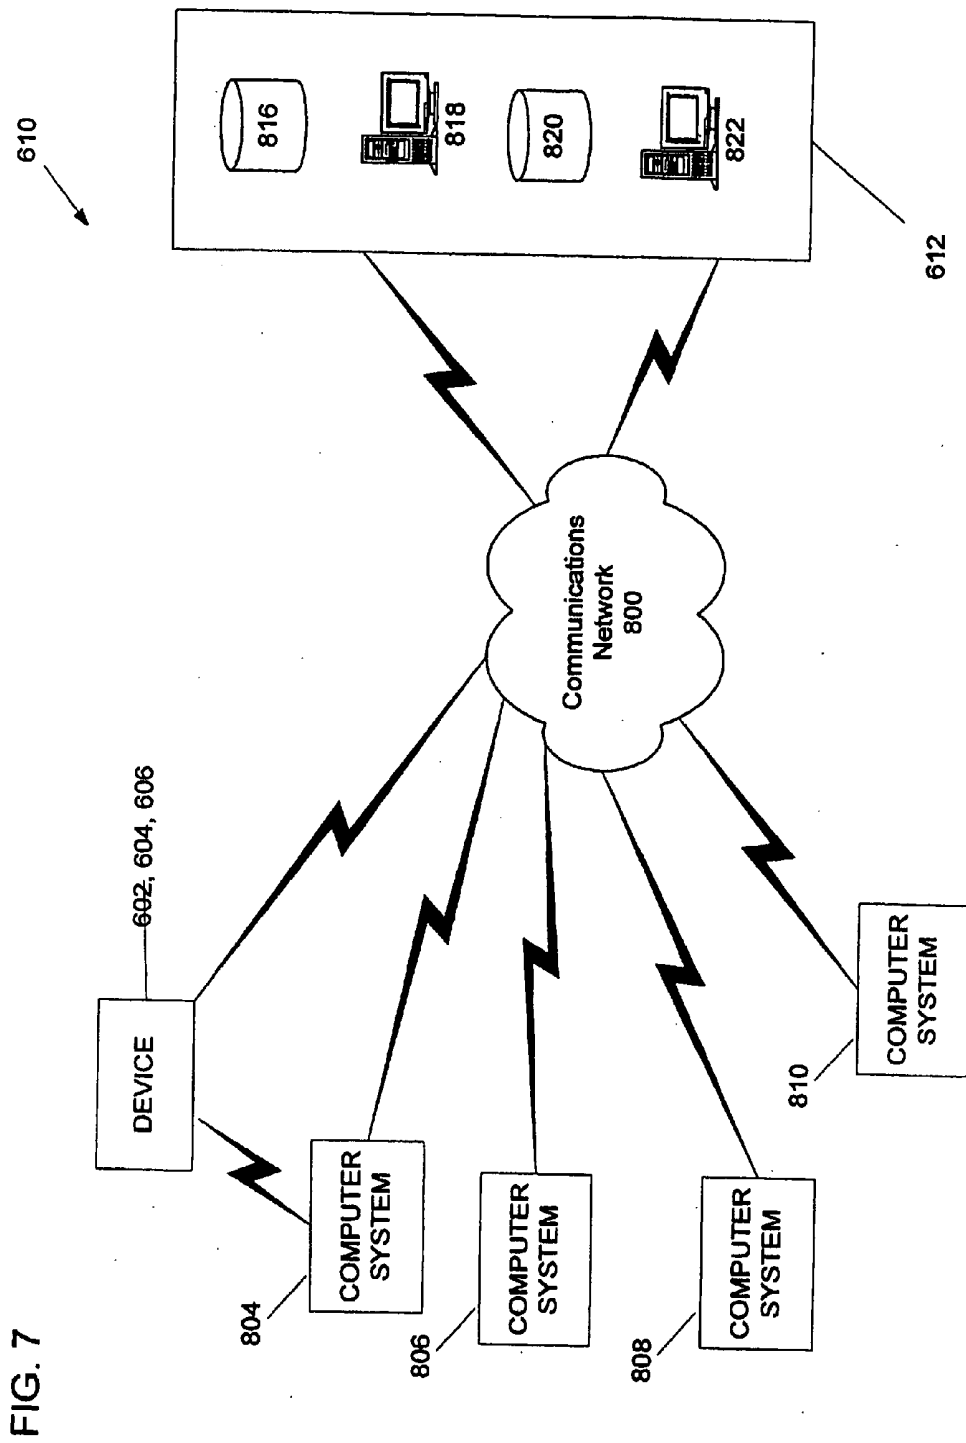 FIG. 7
610
DEVICE
602, 604, 606
804
COMPUTER
SYSTEM
806
COMPUTER
SYSTEM
808
COMPUTER
SYSTEM
810
COMPUTER
SYSTEM
Communications
Network
800
816
818
820
822
612